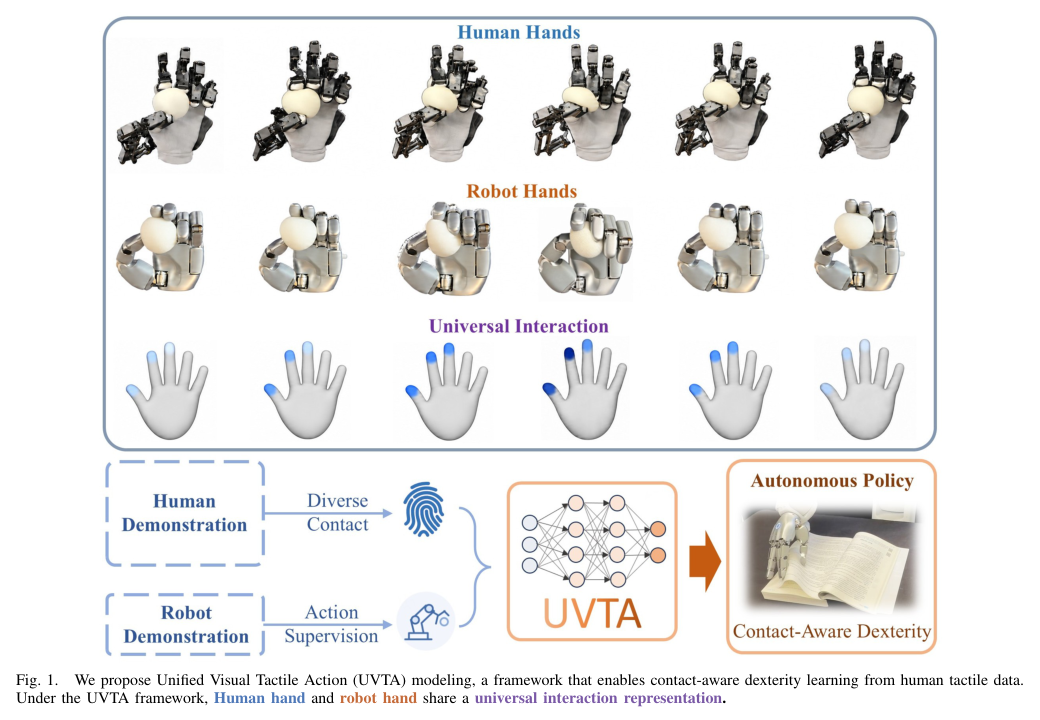 Human Hands
Robot Hands
Universal Interaction
Human
Demonstration
Diverse
Contact
Robot
Demonstration
Action
Supervision
UVTA
Autonomous Policy
Contact-Aware Dexterity
Fig. 1. We propose Unified Visual Tactile Action (UVTA) modeling, a framework that enables contact-aware dexterity learning from human tactile data.
Under the UVTA framework, Human hand and robot hand share a universal interaction representation.